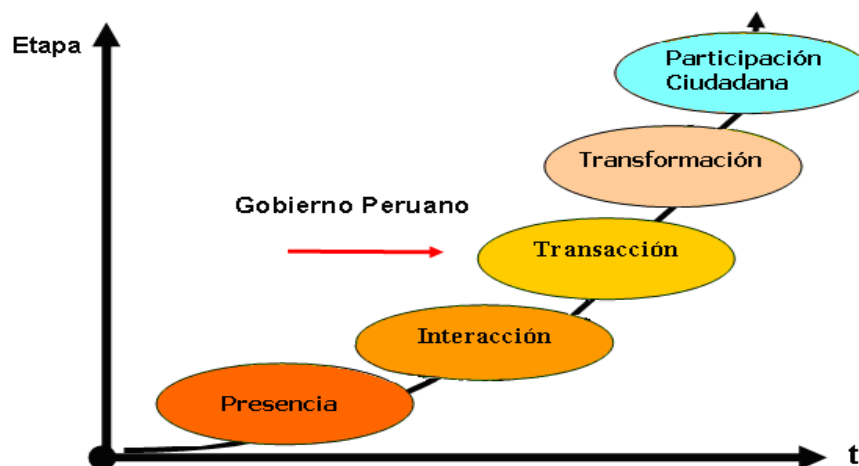 Etapa
Participación
Ciudadana
Transformación
Gobierno Peruano
Transacción
Interacción
Presencia
t